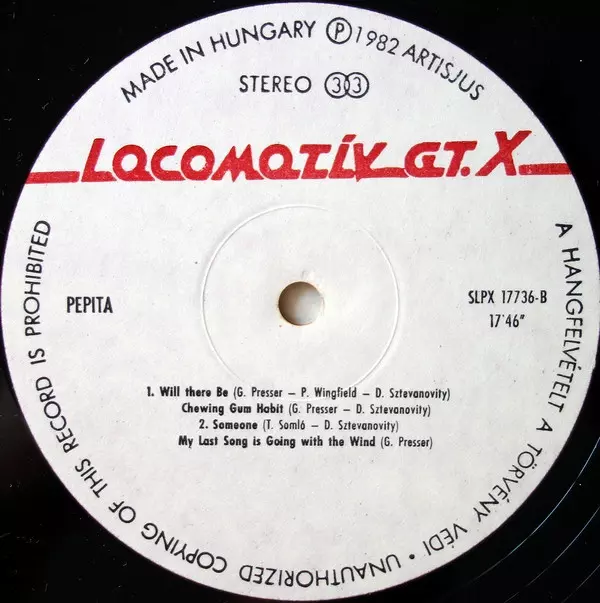 MADE IN HUNGARY Ⓟ 1982 ARTISJUS
STEREO 33
LOCOMOTÍV GT. X
PEPITA
SLPX 17736-B
17'46"
1. Will there Be (G. Presser – P. Wingfield – D. Sztevanovity)
Chewing Gum Habit (G. Presser – D. Sztevanovity)
2. Someone (T. Somló – D. Sztevanovity)
My Last Song is Going with the Wind (G. Presser)
A HANGFELVÉTELT A TÖRVÉNY VÉDI • UNAUTHORIZED COPYING OF THIS RECORD IS PROHIBITED